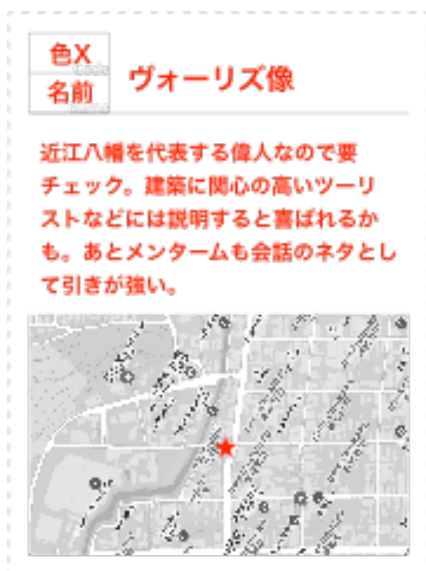 色X
Code
名前
Name
ヴォーリズ像
近江八幡を代表する偉人なので要
チェック。建築に関心の高いツーリ
ストなどには説明すると喜ばれるか
も。あとメンタームも会話のネタとし
て引きが強い。